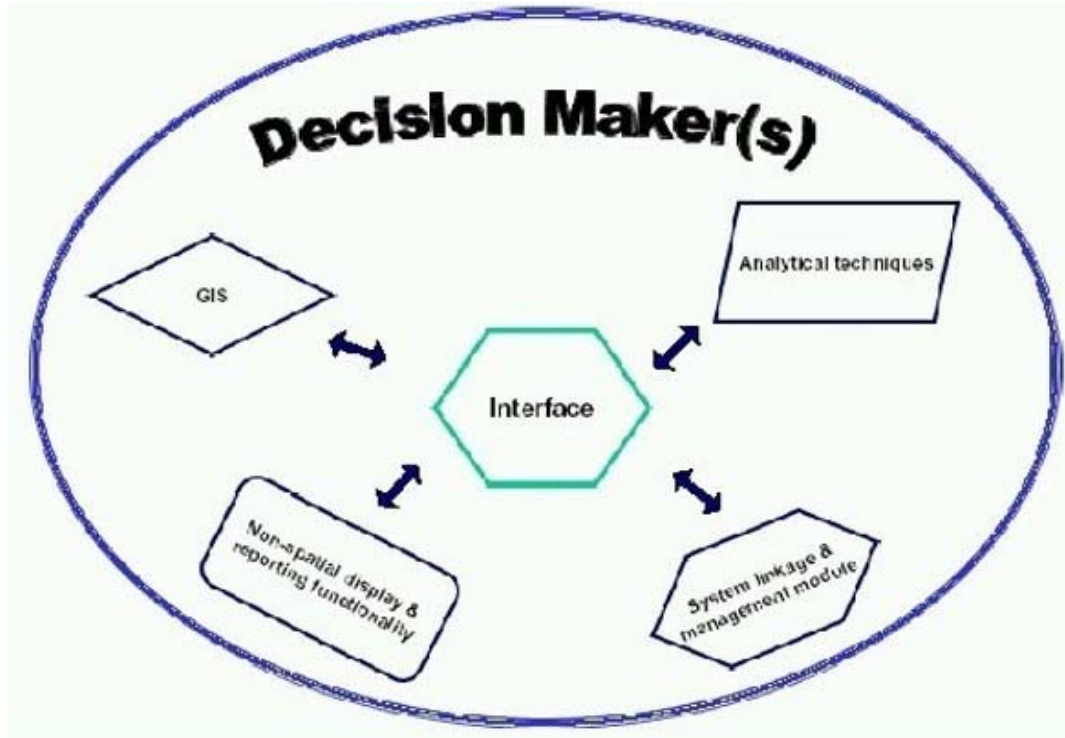 Decision Maker(s)
GIS
Analytical techniques
Interface
Non-spatial display &
reporting functionality
System linkage &
management module